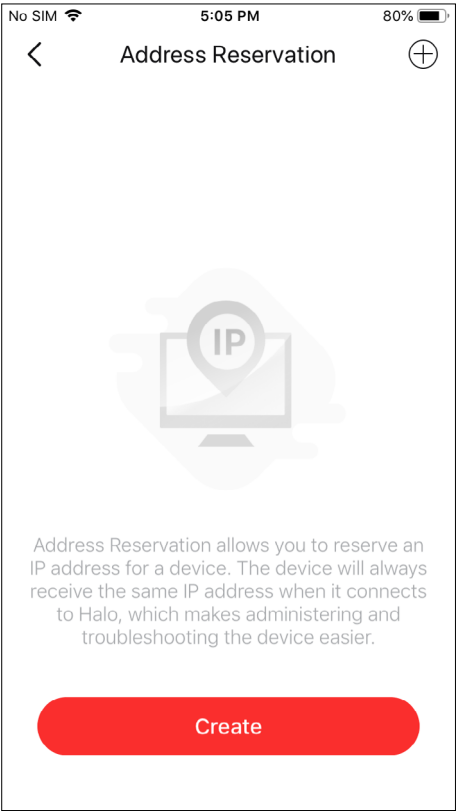 No SIM 5:05 PM 80%
Address Reservation
IP
Address Reservation allows you to reserve an
IP address for a device. The device will always
receive the same IP address when it connects
to Halo, which makes administering and
troubleshooting the device easier.
Create